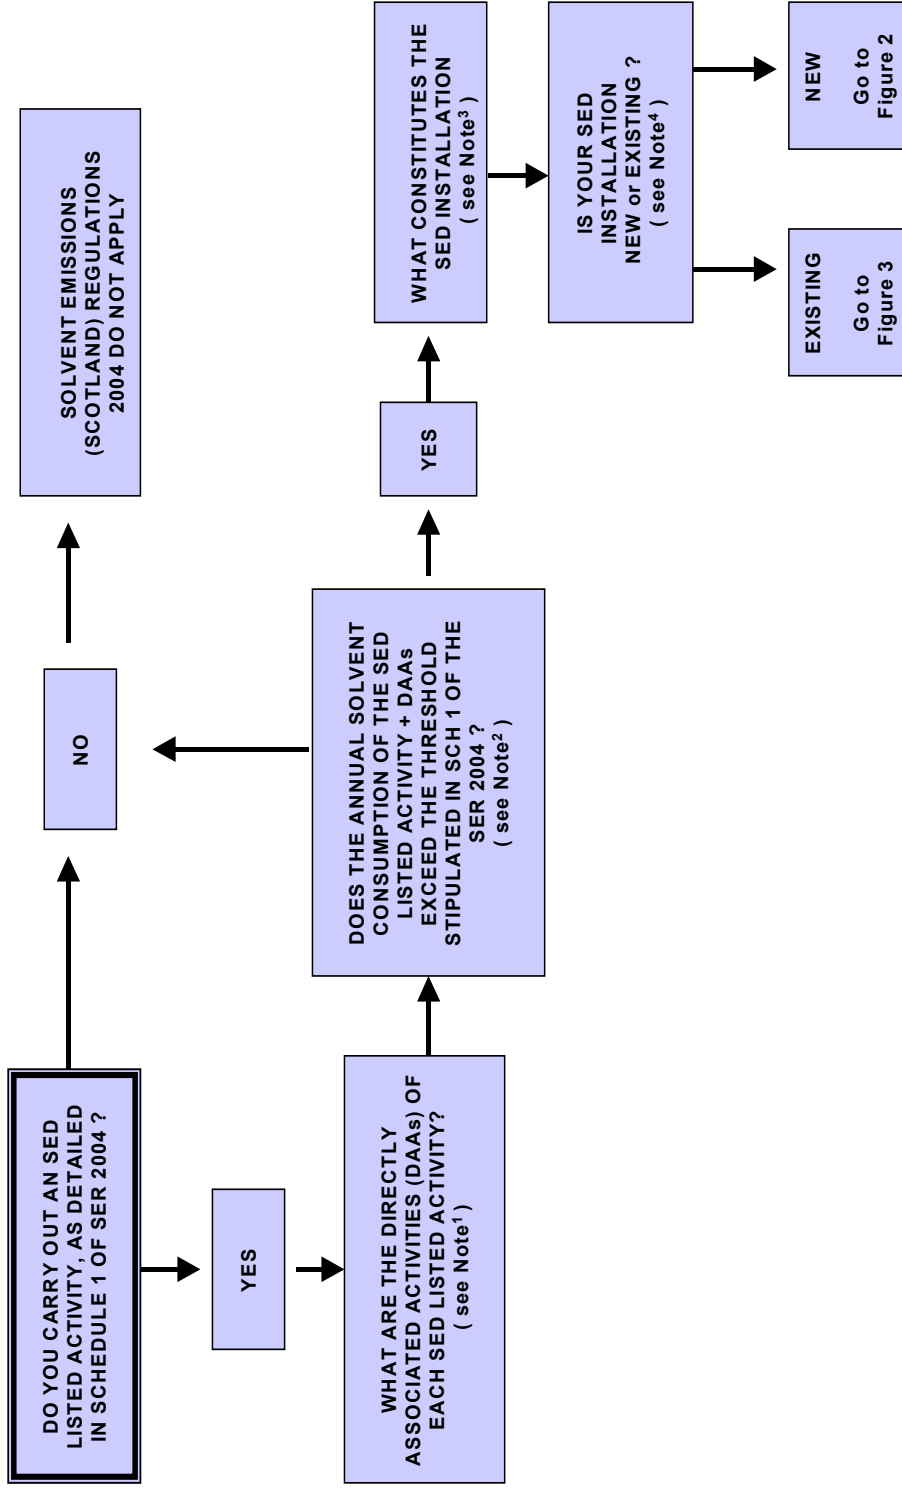 DO YOU CARRY OUT AN SED
LISTED ACTIVITY, AS DETAILED
IN SCHEDULE 1 OF SER 2004 ?
NO
SOLVENT EMISSIONS
(SCOTLAND) REGULATIONS
2004 DO NOT APPLY
YES
WHAT ARE THE DIRECTLY
ASSOCIATED ACTIVITIES (DAAs) OF
EACH SED LISTED ACTIVITY?
( see Note1 )
DOES THE ANNUAL SOLVENT
CONSUMPTION OF THE SED
LISTED ACTIVITY + DAAs
EXCEED THE THRESHOLD
STIPULATED IN SCH 1 OF THE
SER 2004 ?
( see Note2 )
YES
WHAT CONSTITUTES THE
SED INSTALLATION
( see Note3 )
IS YOUR SED
INSTALLATION
NEW or EXISTING ?
( see Note4 )
EXISTING
Go to
Figure 3
NEW
Go to
Figure 2